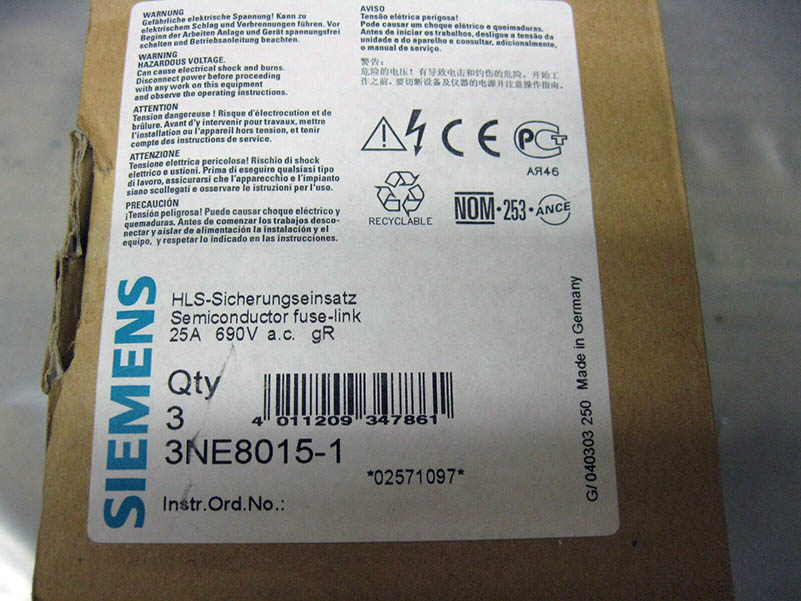 WARNUNG
Gefährliche elektrische Spannung! Kann zu
elektrischem Schlag und Verbrennungen führen. Vor
Beginn der Arbeiten Anlage und Gerät spannungsfrei
schalten und Betriebsanleitung beachten.
WARNING
HAZARDOUS VOLTAGE.
Can cause electrical shock and burns.
Disconnect power before proceeding
with any work on this equipment
and observe the operating instructions.
ATTENTION
Tension dangereuse ! Risque d'électrocution et de
brûlure. Avant d'y intervenir pour travaux, mettre
l'installation ou l'appareil hors tension, et tenir
compte des instructions de service.
ATTENZIONE
Tensione elettrica pericolosa! Rischio di shock
elettrico e ustioni. Prima di eseguire qualsiasi tipo
di lavoro, assicurarsi che l'apparecchio e l'impianto
siano scollegati e osservare le istruzioni per l'uso.
PRECAUCIÓN
¡Tensión peligrosa! Puede causar choque eléctrico y
quemaduras. Antes de comenzar los trabajos desco-
nectar y aislar de alimentación la instalación y el
equipo, y respetar lo indicado en las instrucciones.
AVISO
Tensão elétrica perigosa!
Pode causar um choque elétrico e queimaduras.
Antes de iniciar os trabalhos, desligue a tensão da
unidade e do aparelho e consultar, adicionalmente,
o manual de serviço.
警告:
危险的电压!有导致电击和灼伤的危险。开始工
作之前,要切断设备及仪器的电源并注意操作指南。
CE
PCT
АЯ46
RECYCLABLE
NOM·253·ANCE
SIEMENS
HLS-Sicherungseinsatz
Semiconductor fuse-link
25A 690V a.c. gR
Qty
3
4 011209 347861
3NE8015-1
*02571097*
Instr.Ord.No.:
G/040303 250 Made in Germany